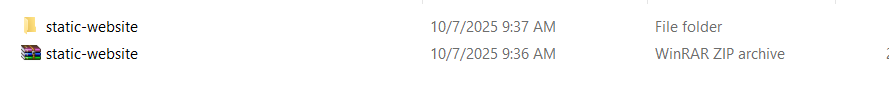 static-website 10/7/2025 9:37 AM File folder
static-website 10/7/2025 9:36 AM WinRAR ZIP archive